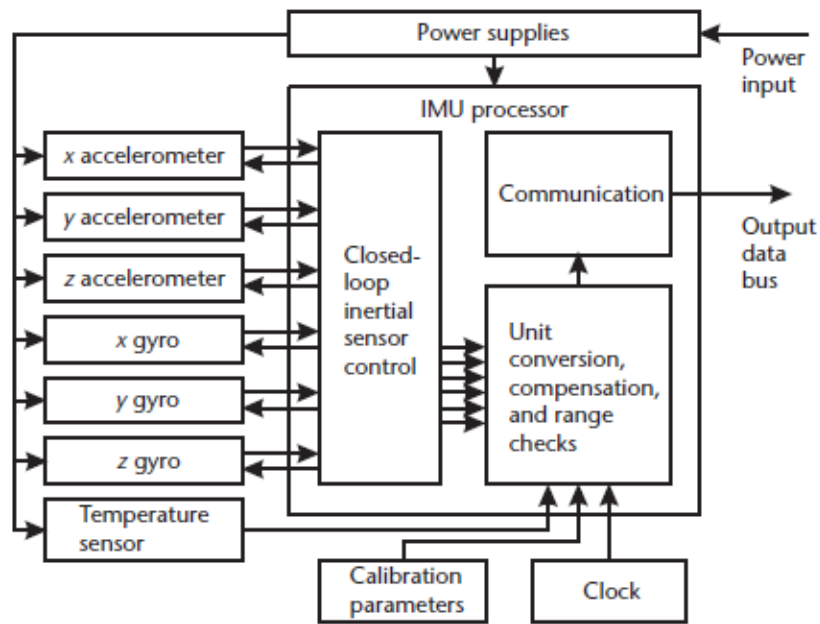 Power supplies
Power
input
IMU processor
x accelerometer
y accelerometer
z accelerometer
x gyro
y gyro
z gyro
Temperature
sensor
Closed-
loop
inertial
sensor
control
Communication
Output
data
bus
Unit
conversion,
compensation,
and range
checks
Calibration
parameters
Clock